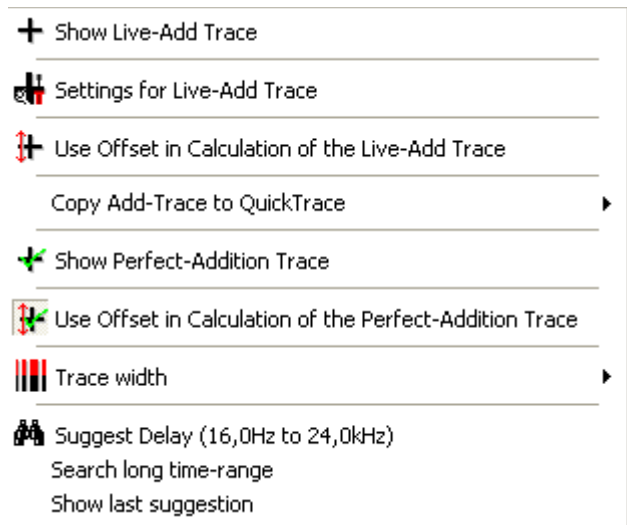 Show Live-Add Trace
Settings for Live-Add Trace
Use Offset in Calculation of the Live-Add Trace
Copy Add-Trace to QuickTrace
Show Perfect-Addition Trace
Use Offset in Calculation of the Perfect-Addition Trace
Trace width
Suggest Delay (16,0Hz to 24,0kHz)
Search long time-range
Show last suggestion